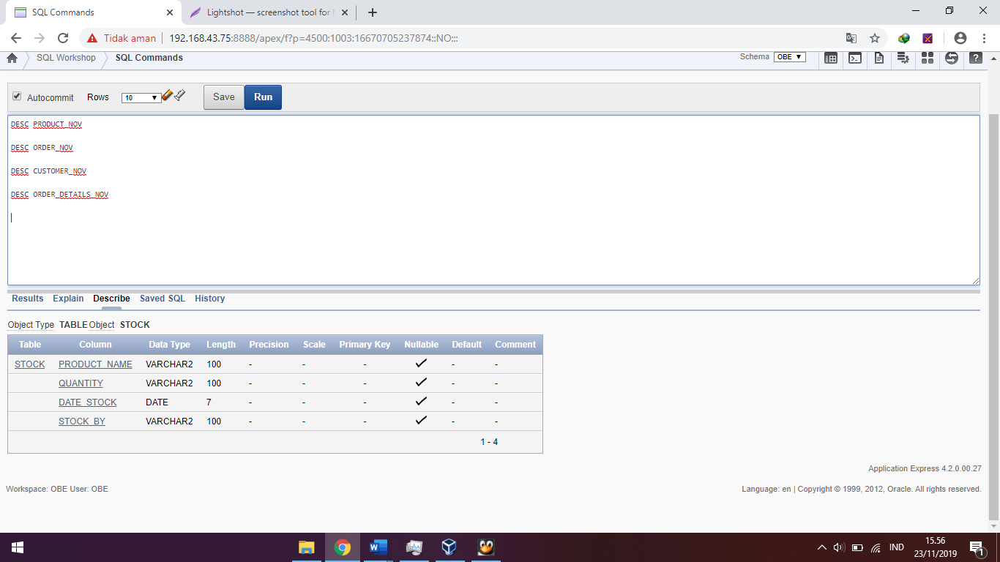 SQL Commands
Lightshot — screenshot tool for
Tidak aman
192.168.43.75:8888/apex/f?p=4500:1003:16670705237874::NO:::
SQL Workshop
SQL Commands
Schema
OBE
Autocommit
Rows
10
Save
Run
DESC PRODUCT_NOV
DESC ORDER_NOV
DESC CUSTOMER_NOV
DESC ORDER_DETAILS_NOV
Results Explain Describe Saved SQL History
Object Type TABLE Object STOCK
Table Column Data Type Length Precision Scale Primary Key Nullable Default Comment
STOCK PRODUCT_NAME VARCHAR2 100 - - - - -
QUANTITY VARCHAR2 100 - - - - -
DATE_STOCK DATE 7 - - - - -
STOCK_BY VARCHAR2 100 - - - - -
1 - 4
Application Express 4.2.0.00.27
Workspace: OBE User: OBE
Language: en | Copyright © 1999, 2012, Oracle. All rights reserved.
IND
15.56
23/11/2019
1